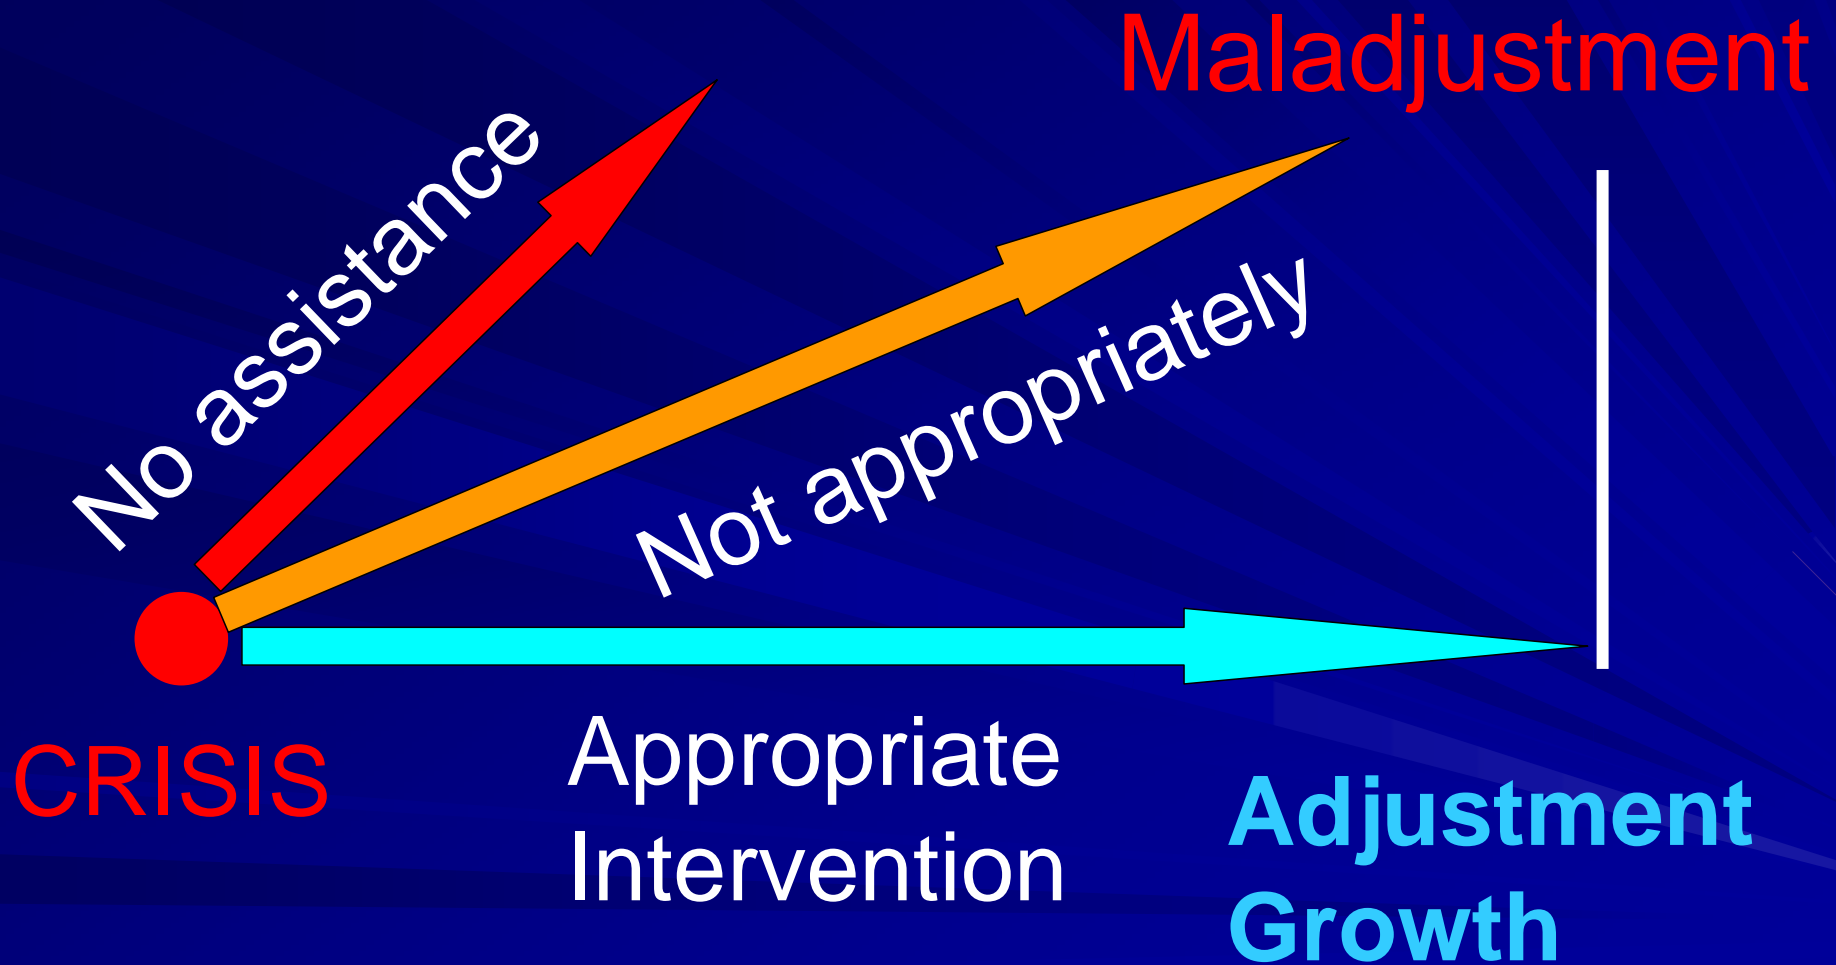 Maladjustment
No assistance
Not appropriately
CRISIS
Appropriate
Intervention
Adjustment
Growth